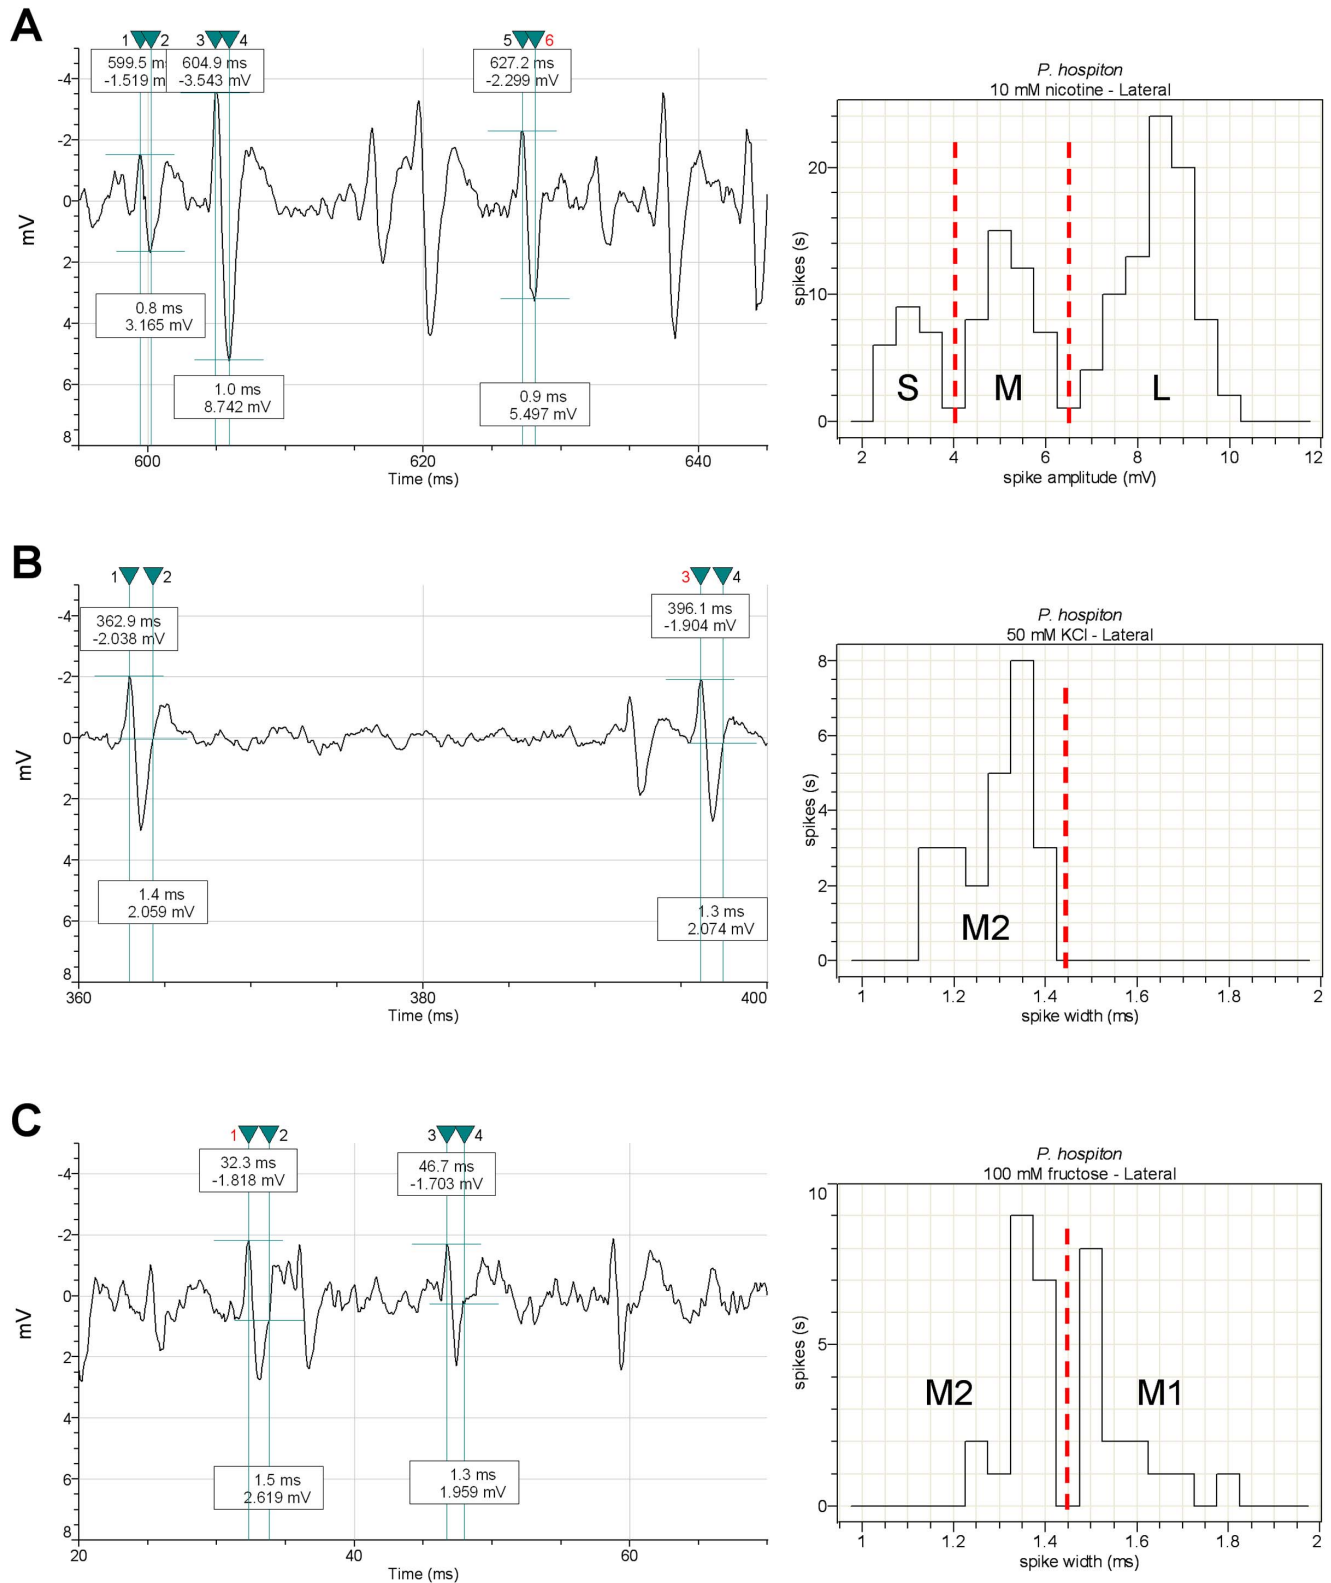 A
1 2 3 4 5 6
599.5 m 604.9 ms 627.2 ms
-1.519 m -3.543 mV -2.299 mV
-4
-2
0
2
4
6
8
mV
0.8 ms
3.165 mV
1.0 ms
8.742 mV
0.9 ms
5.497 mV
600 620 640
Time (ms)
P. hospiton
10 mM nicotine - Lateral
20
10
0
spikes (s)
S M L
2 4 6 8 10 12
spike amplitude (mV)
B
1 2 3 4
362.9 ms
-2.038 mV
396.1 ms
-1.904 mV
-4
-2
0
2
4
6
8
mV
1.4 ms
2.059 mV
1.3 ms
2.074 mV
360 380 400
Time (ms)
P. hospiton
50 mM KCl - Lateral
8
6
4
2
0
spikes (s)
M2
1 1.2 1.4 1.6 1.8 2
spike width (ms)
C
1 2 3 4
32.3 ms
-1.818 mV
46.7 ms
-1.703 mV
-4
-2
0
2
4
6
8
mV
1.5 ms
2.619 mV
1.3 ms
1.959 mV
20 40 60
Time (ms)
P. hospiton
100 mM fructose - Lateral
10
5
0
spikes (s)
M2 M1
1 1.2 1.4 1.6 1.8 2
spike width (ms)